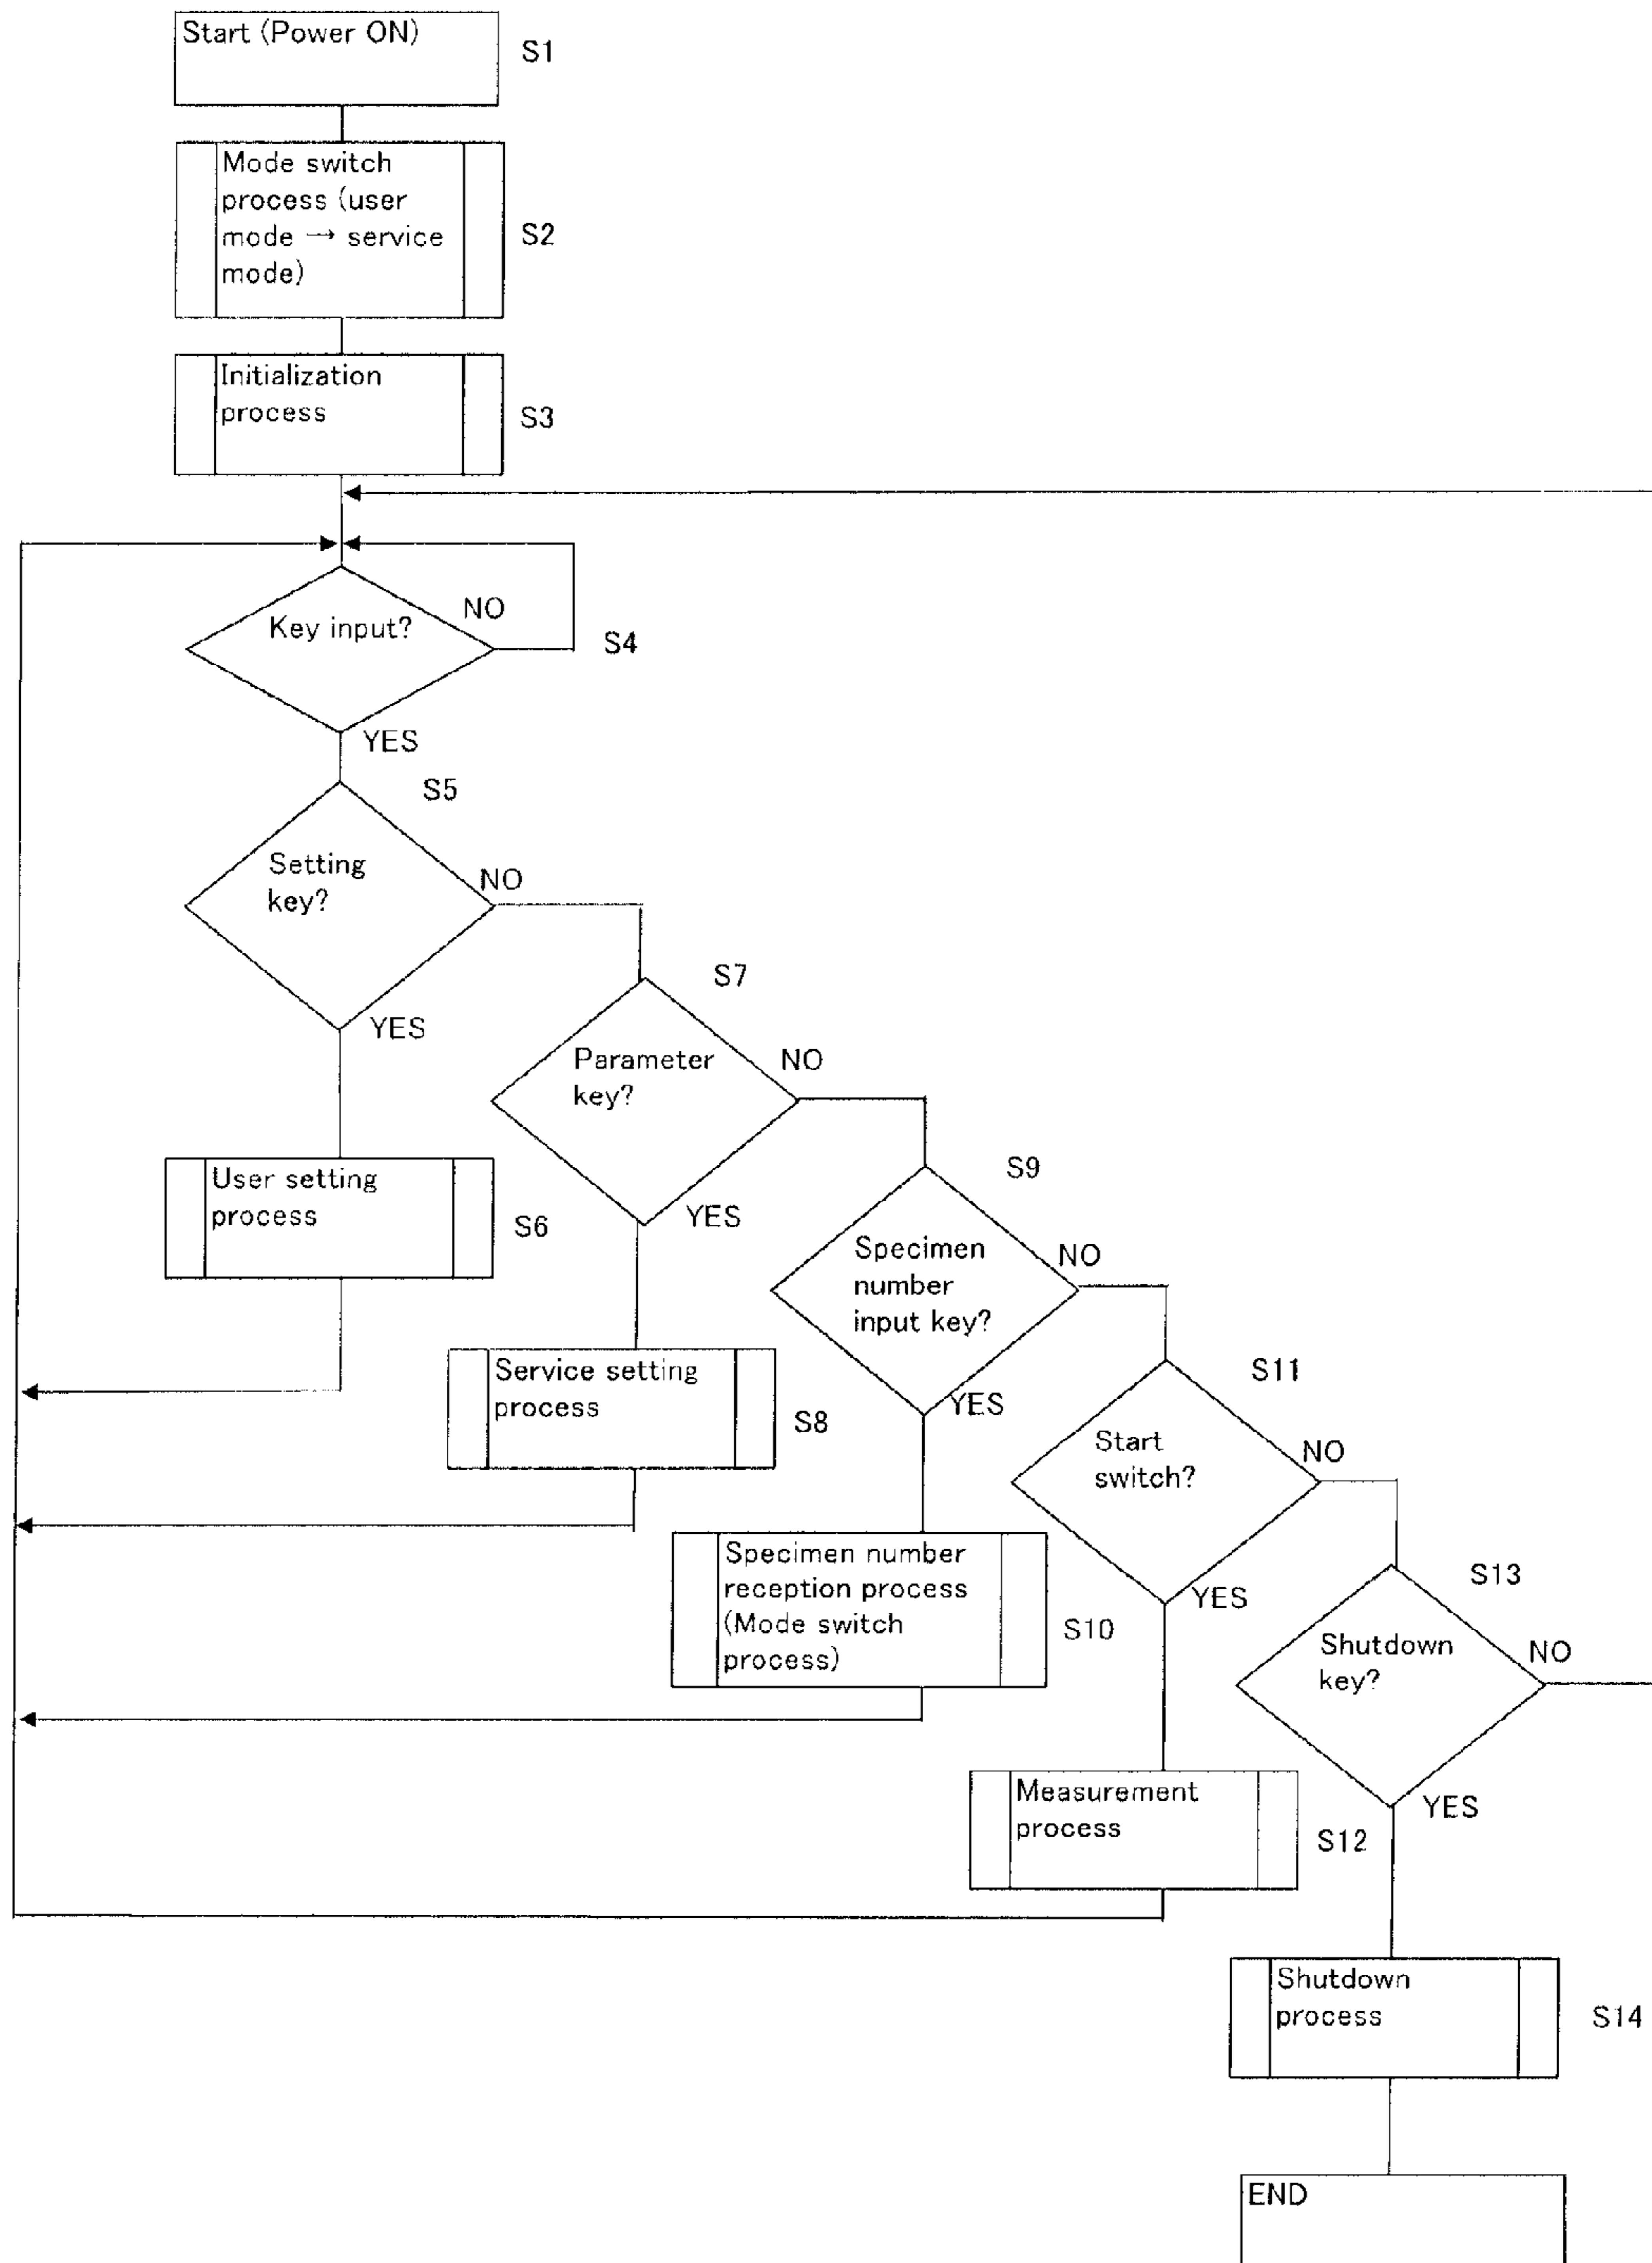 Start (Power ON)
S1
Mode switch
process (user
mode → service
mode)
S2
Initialization
process
S3
Key input?
NO
S4
YES
S5
Setting
key?
NO
YES
S7
Parameter
key?
NO
YES
User setting
process
S6
S9
Specimen
number
input key?
NO
YES
Service setting
process
S8
S11
Start
switch?
NO
YES
Specimen number
reception process
(Mode switch
process)
S10
S13
Shutdown
key?
NO
YES
Measurement
process
S12
Shutdown
process
S14
END